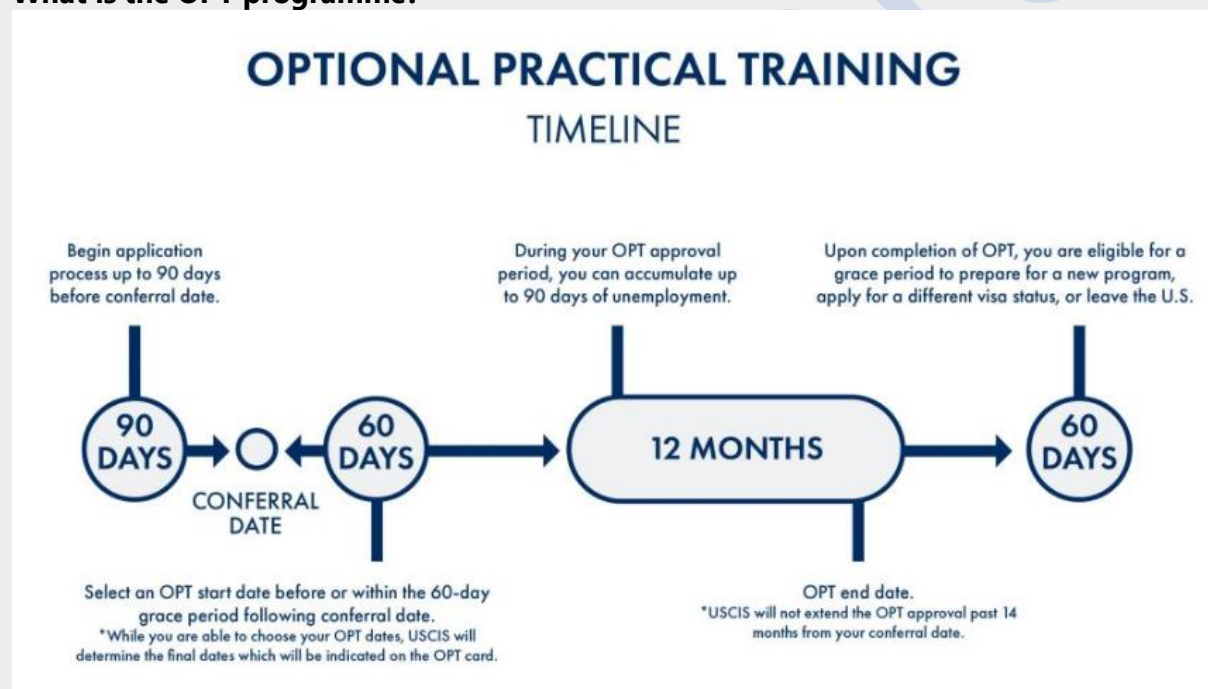 What is the OPT programme?
OPTIONAL PRACTICAL TRAINING
TIMELINE
Begin application
process up to 90 days
before conferral date.
During your OPT approval
period, you can accumulate up
to 90 days of unemployment.
Upon completion of OPT, you are eligible for a
grace period to prepare for a new program,
apply for a different visa status, or leave the U.S.
90
DAYS
CONFERRAL
DATE
60
DAYS
12 MONTHS
60
DAYS
Select an OPT start date before or within the 60-day
grace period following conferral date.
*While you are able to choose your OPT dates, USCIS will
determine the final dates which will be indicated on the OPT card.
OPT end date.
*USCIS will not extend the OPT approval past 14
months from your conferral date.